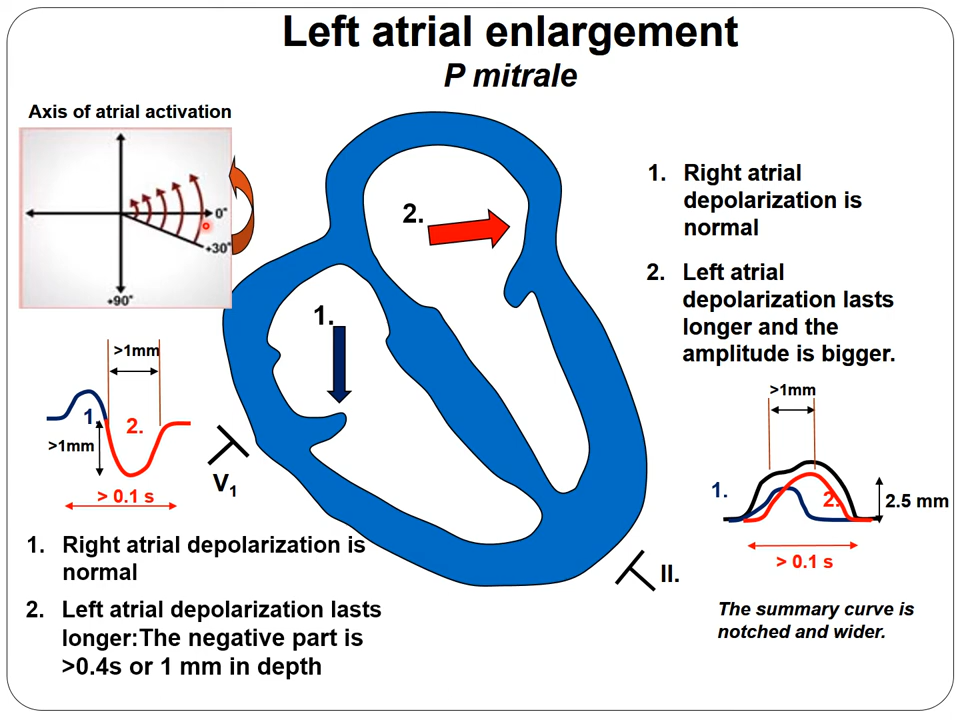 Left atrial enlargement
P mitrale
Axis of atrial activation
0°
+30°
+90°
1.
2.
1. Right atrial
depolarization is
normal
2. Left atrial
depolarization lasts
longer and the
amplitude is bigger.
>1mm
1.
2.
>1mm
> 0.1 s
V1
1. Right atrial depolarization is
normal
2. Left atrial depolarization lasts
longer:The negative part is
>0.4s or 1 mm in depth
II.
>1mm
1.
2.
2.5 mm
> 0.1 s
The summary curve is
notched and wider.